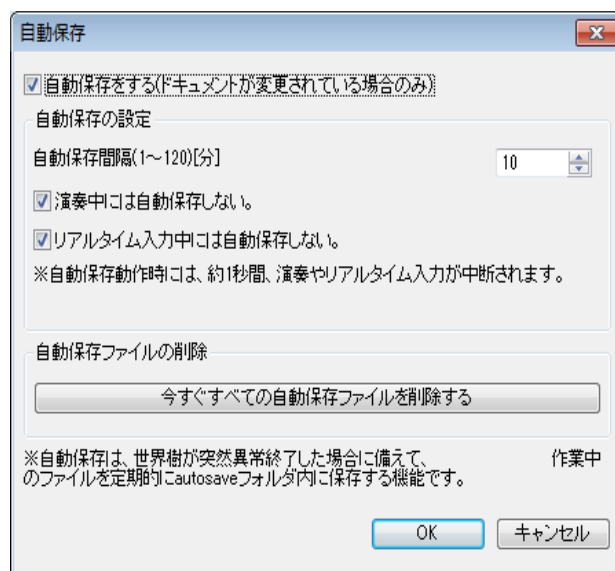 自動保存
自動保存をする(ドキュメントが変更されている場合のみ)
自動保存の設定
自動保存間隔(1～120)[分]
10
演奏中には自動保存しない。
リアルタイム入力中には自動保存しない。
※自動保存動作時には、約1秒間、演奏やリアルタイム入力が中断されます。
自動保存ファイルの削除
今すぐすべての自動保存ファイルを削除する
※自動保存は、世界樹が突然異常終了した場合に備えて、 作業中
のファイルを定期的にautosaveフォルダ内に保存する機能です。
OK キャンセル